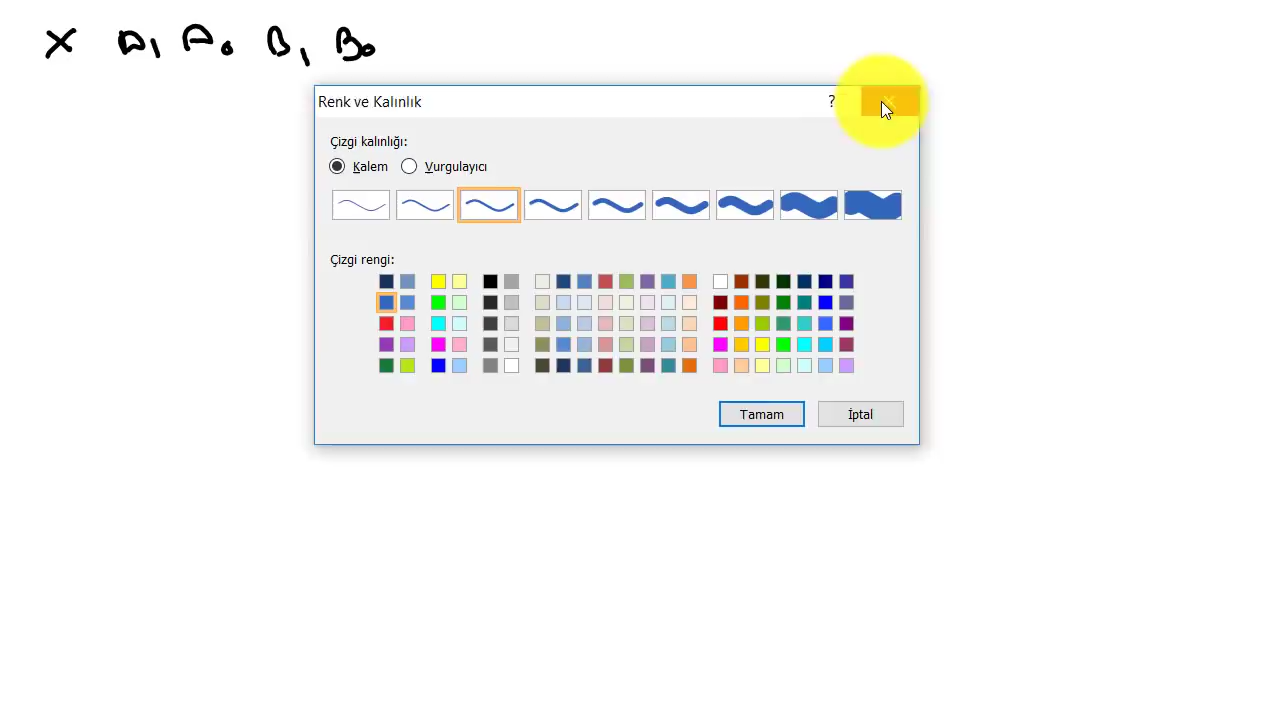 X A1 A0 B1 B0
Renk ve Kalınlık ?
Çizgi kalınlığı:
Kalem Vurgulayıcı
Çizgi rengi:
Tamam İptal